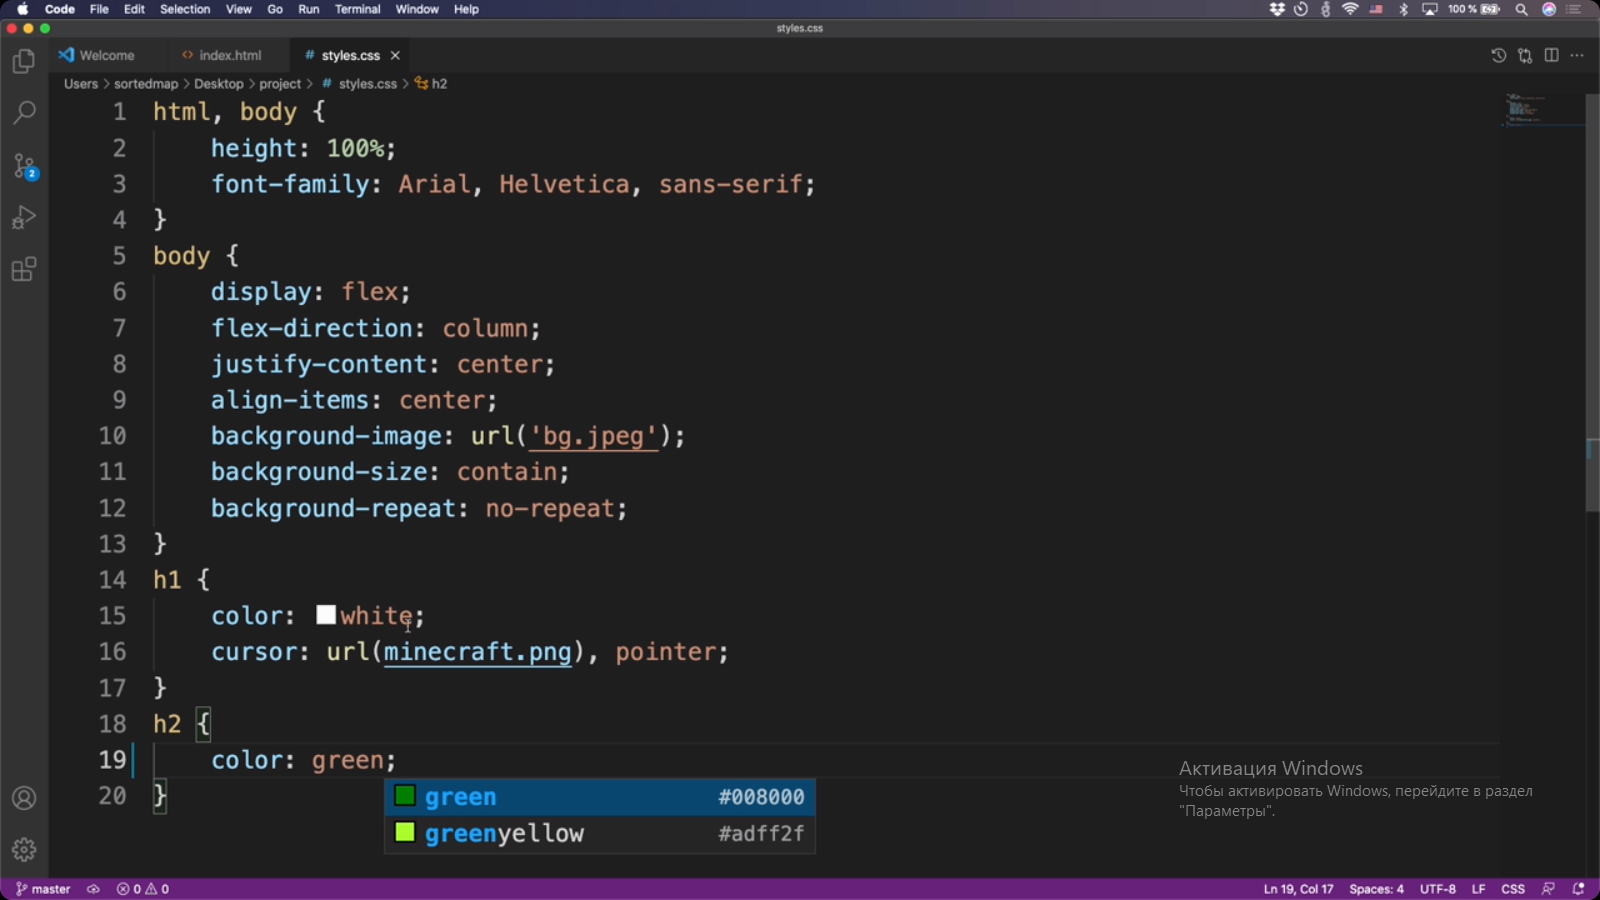 Code File Edit Selection View Go Run Terminal Window Help 100 %
styles.css
Welcome <> index.html # styles.css ×
Users > sortedmap > Desktop > project > # styles.css > h2
1 html, body {
2 height: 100%;
3 font-family: Arial, Helvetica, sans-serif;
4 }
5 body {
6 display: flex;
7 flex-direction: column;
8 justify-content: center;
9 align-items: center;
10 background-image: url('bg.jpeg');
11 background-size: contain;
12 background-repeat: no-repeat;
13 }
14 h1 {
15 color: white;
16 cursor: url(minecraft.png), pointer;
17 }
18 h2 {
19 color: green;
20 }
green #008000
greenyellow #adff2f
Активация Windows
Чтобы активировать Windows, перейдите в раздел
"Параметры".
2
master 0 0 Ln 19, Col 17 Spaces: 4 UTF-8 LF CSS